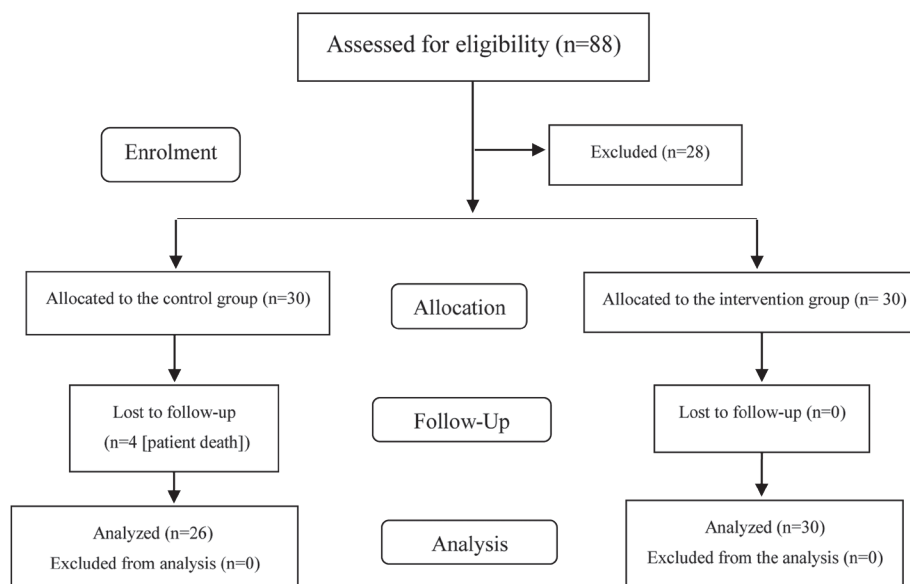 Assessed for eligibility (n=88)
Enrolment
Excluded (n=28)
Allocated to the control group (n=30)
Allocation
Allocated to the intervention group (n= 30)
Lost to follow-up
(n=4 [patient death])
Follow-Up
Lost to follow-up (n=0)
Analyzed (n=26)
Excluded from analysis (n=0)
Analysis
Analyzed (n=30)
Excluded from the analysis (n=0)